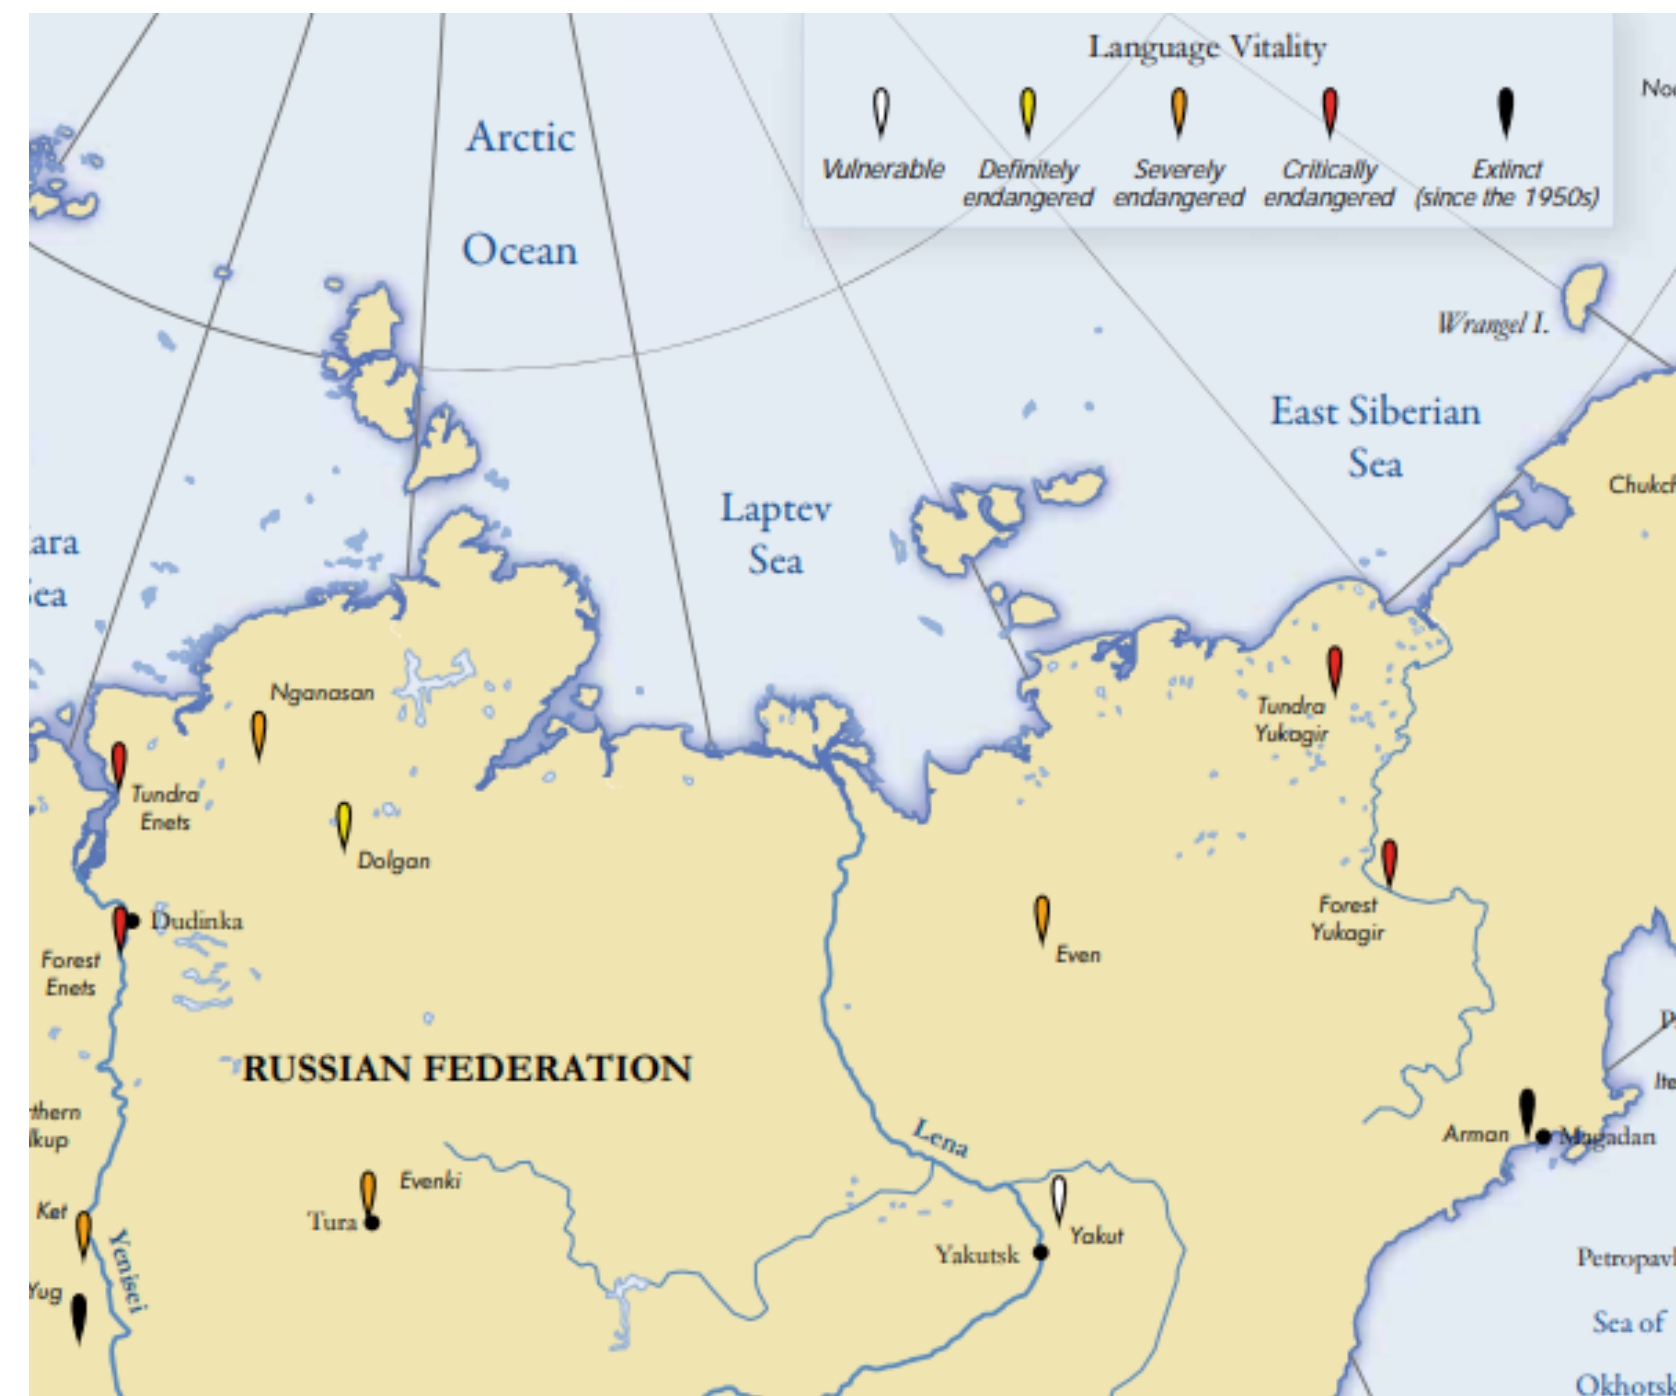 Language Vitality
Vulnerable
Definitely
endangered
Severely
endangered
Critically
endangered
Extinct
(since the 1950s)
Arctic
Ocean
Wrangel I.
East Siberian
Sea
Laptev
Sea
Nganasan
Tundra
Enets
Dolgan
Dudinka
Forest
Enets
Tundra
Yukagir
Forest
Yukagir
Even
RUSSIAN FEDERATION
Lena
Arman
Magadan
Evenki
Tura
Ket
Yenisei
Yug
Yakut
Yakutsk
Sea of
Okhotsk